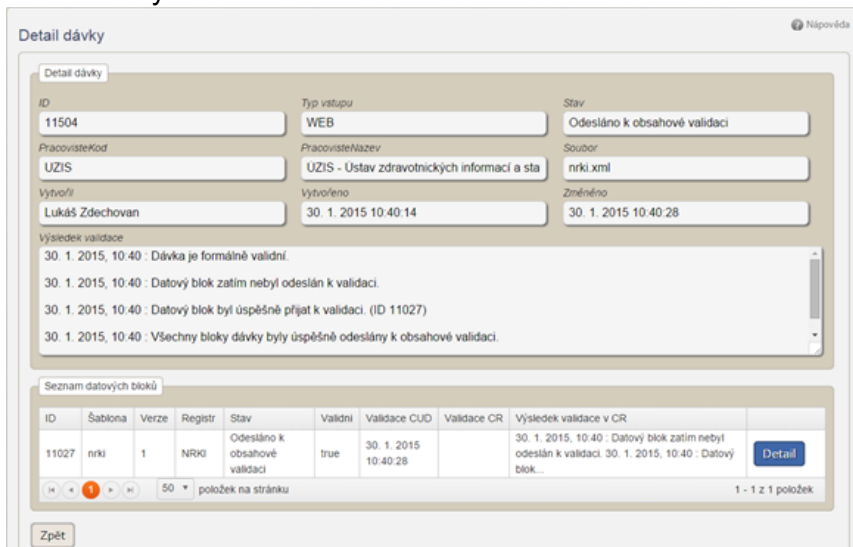 Nápověda
Detail dávky
Detail dávky
ID Typ vstupu Stav
11504 WEB Odesláno k obsahové validaci
PracovisteKod PracovisteNazev Soubor
UZIS ÚZIS - Ústav zdravotnických informací a sta nrki.xml
Vytvořil Vytvořeno Změněno
Lukáš Zdechovan 30. 1. 2015 10:40:14 30. 1. 2015 10:40:28
Výsledek validace
30. 1. 2015, 10:40 : Dávka je formálně validní.
30. 1. 2015, 10:40 : Datový blok zatím nebyl odeslán k validaci.
30. 1. 2015, 10:40 : Datový blok byl úspěšně přijat k validaci. (ID 11027)
30. 1. 2015, 10:40 : Všechny bloky dávky byly úspěšně odeslány k obsahové validaci.
Seznam datových bloků
ID Šablona Verze Registr Stav Validní Validace CUD Validace CR Výsledek validace v CR
11027 nrki 1 NRKI Odesláno k obsahové validaci true 30. 1. 2015 10:40:28 30. 1. 2015, 10:40 : Datový blok zatím nebyl odeslán k validaci. 30. 1. 2015, 10:40 : Datový blok... Detail
1 50 položek na stránku 1 - 1 z 1 položek
Zpět